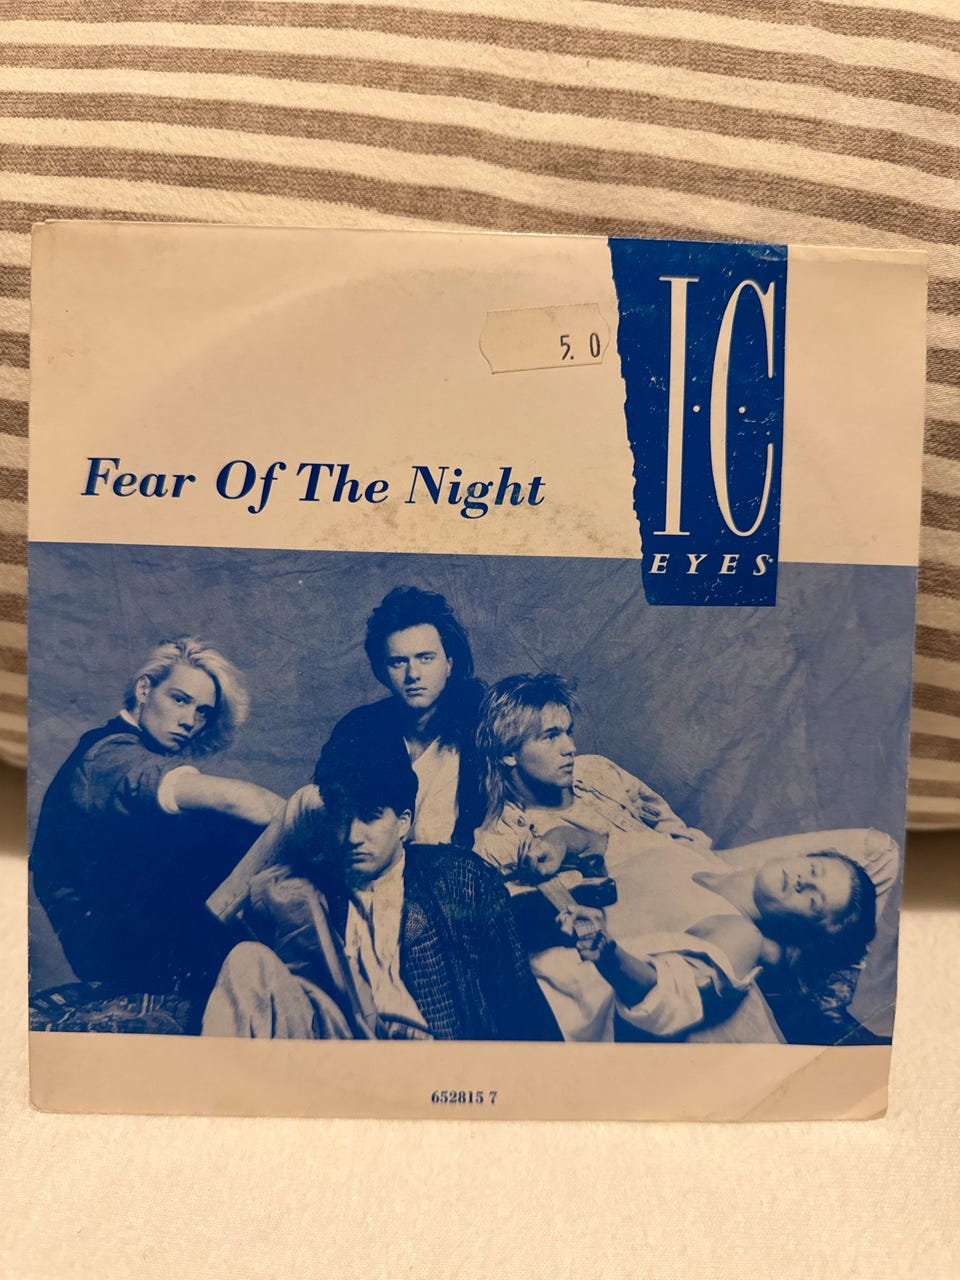 I·C
EYES
5.0
Fear Of The Night
652815 7